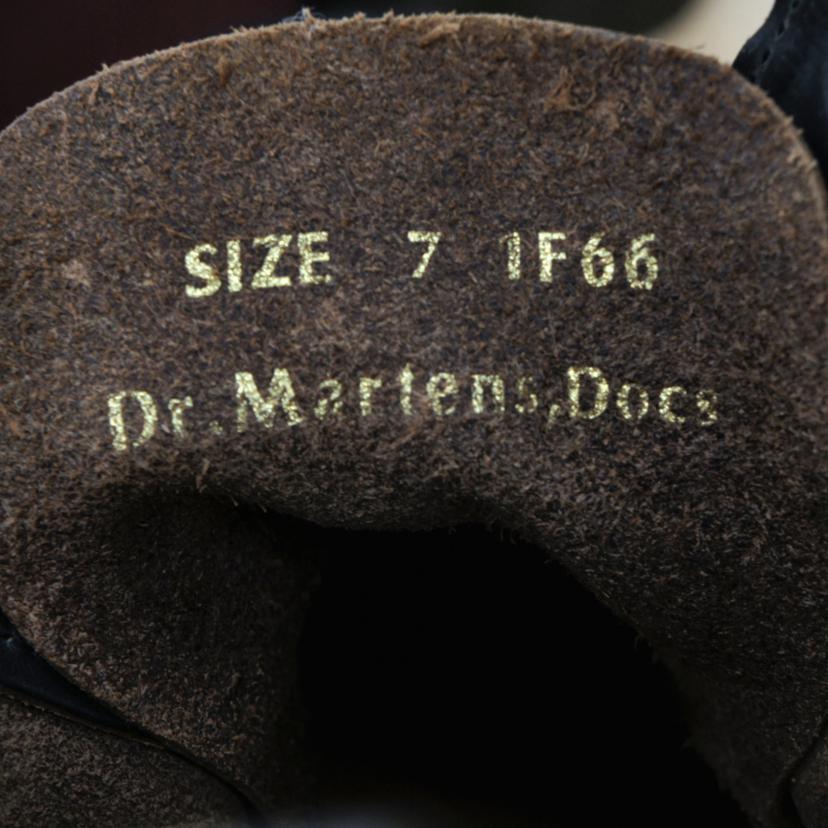 SIZE 7 1F66
Dr.Martens,Docs